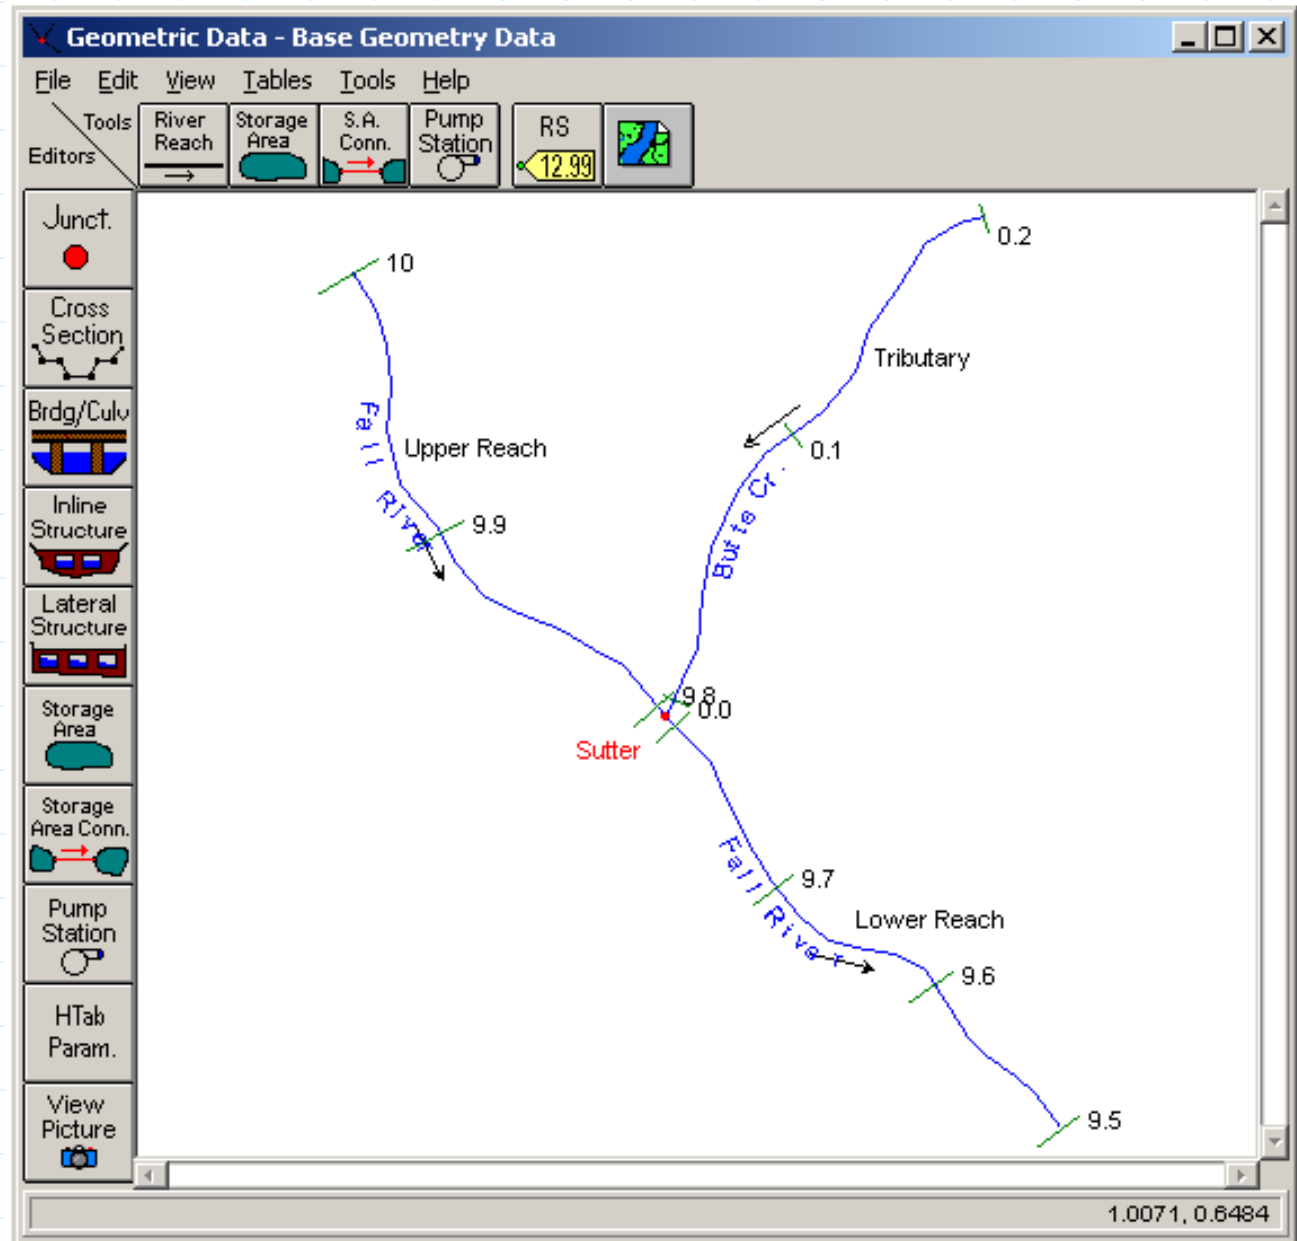 Geometric Data - Base Geometry Data
File Edit View Tables Tools Help
Tools
Editors
River
Reach
Storage
Area
S.A.
Conn.
Pump
Station
RS
12.99
Junct.
Cross
Section
Brdg/Culv
Inline
Structure
Lateral
Structure
Storage
Area
Storage
Area Conn.
Pump
Station
HTab
Param.
View
Picture
0.2
10
Tributary
Fall River
Upper Reach
0.1
Butte Cr.
9.9
9.8
0.0
Sutter
Fall River
9.7
Lower Reach
9.6
9.5
1.0071, 0.6484